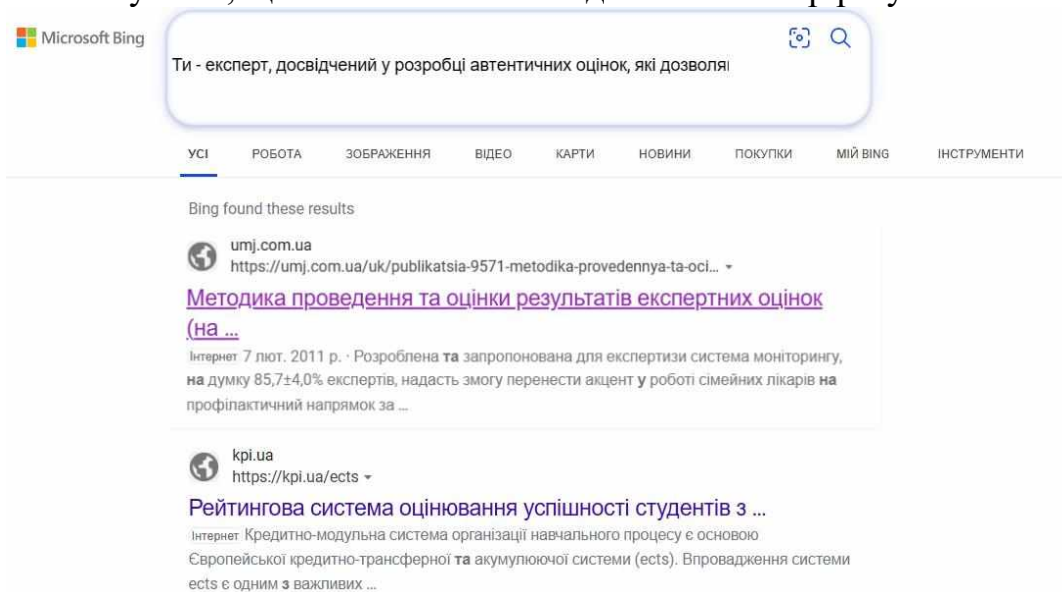 Microsoft Bing
Ти - експерт, досвідчений у розробці автентичних оцінок, які дозволя
УСІ РОБОТА ЗОБРАЖЕННЯ ВІДЕО КАРТИ НОВИНИ ПОКУПКИ МІЙ BING ІНСТРУМЕНТИ
Bing found these results
umj.com.ua
https://umj.com.ua/uk/publikatsia-9571-metodika-provedennya-ta-oci...
Методика проведення та оцінки результатів експертних оцінок
(на ...
Інтернет 7 лют. 2011 р. · Розроблена та запропонована для експертизи система моніторингу,
на думку 85,7±4,0% експертів, надасть змогу перенести акцент у роботі сімейних лікарів на
профілактичний напрямок за ...
kpi.ua
https://kpi.ua/ects
Рейтингова система оцінювання успішності студентів з ...
Інтернет Кредитно-модульна система організації навчального процесу є основою
Європейської кредитно-трансферної та акумулюючої системи (ects). Впровадження системи
ects є одним з важливих ...